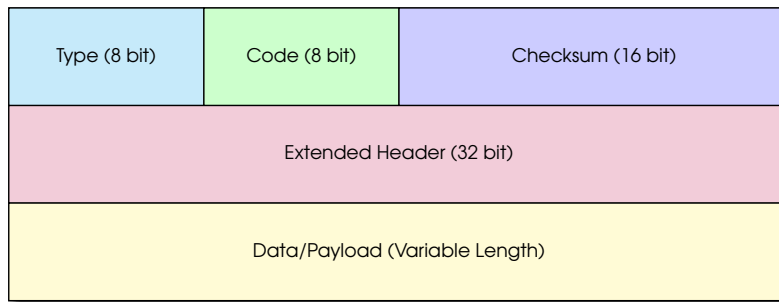 Type (8 bit)
Code (8 bit)
Checksum (16 bit)
Extended Header (32 bit)
Data/Payload (Variable Length)